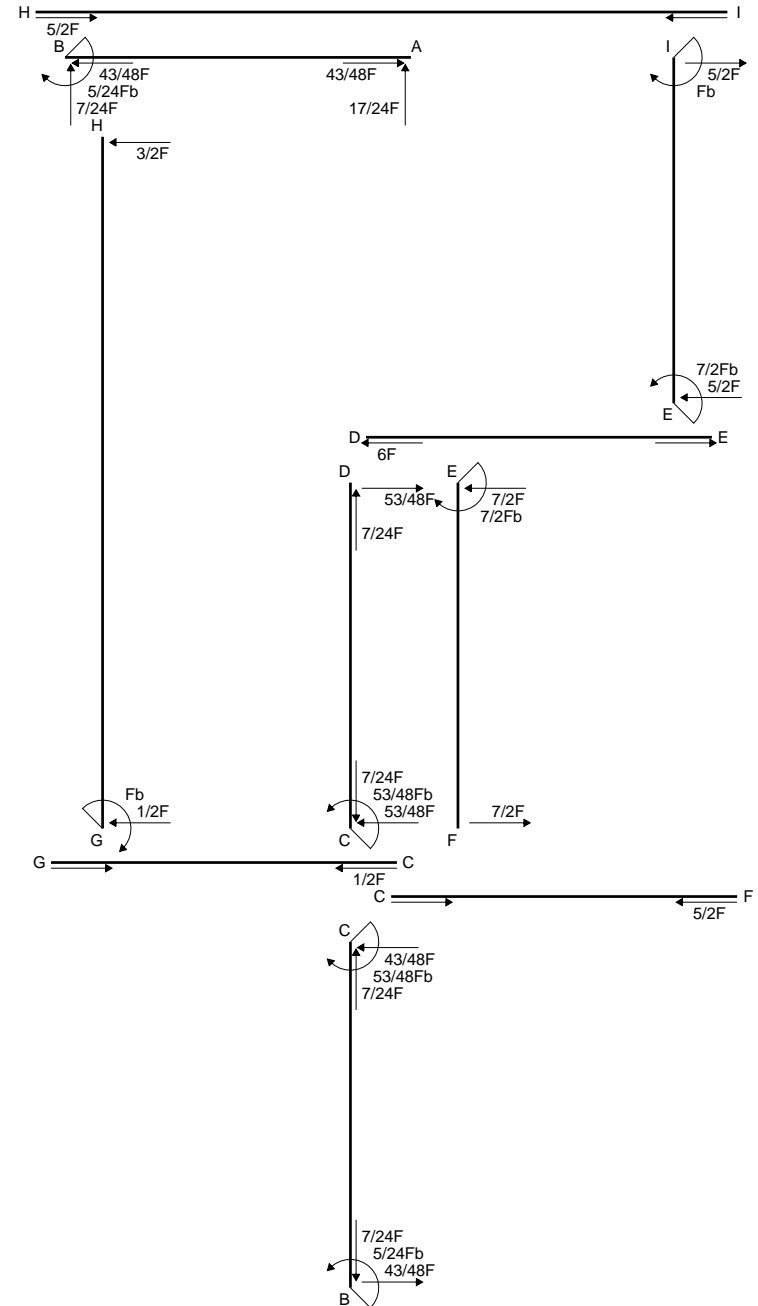 H I
5/2F
B A I
43/48F 43/48F 5/2F
5/24Fb Fb
7/24F 17/24F
H
3/2F
7/2Fb
5/2F
E
D E
6F
D E
53/48F 7/2F
7/2Fb
7/24F
7/24F
Fb 53/48Fb
1/2F 53/48F 7/2F
G C F
G C
1/2F
C F
5/2F
C
43/48F
53/48Fb
7/24F
7/24F
5/24Fb
43/48F
B